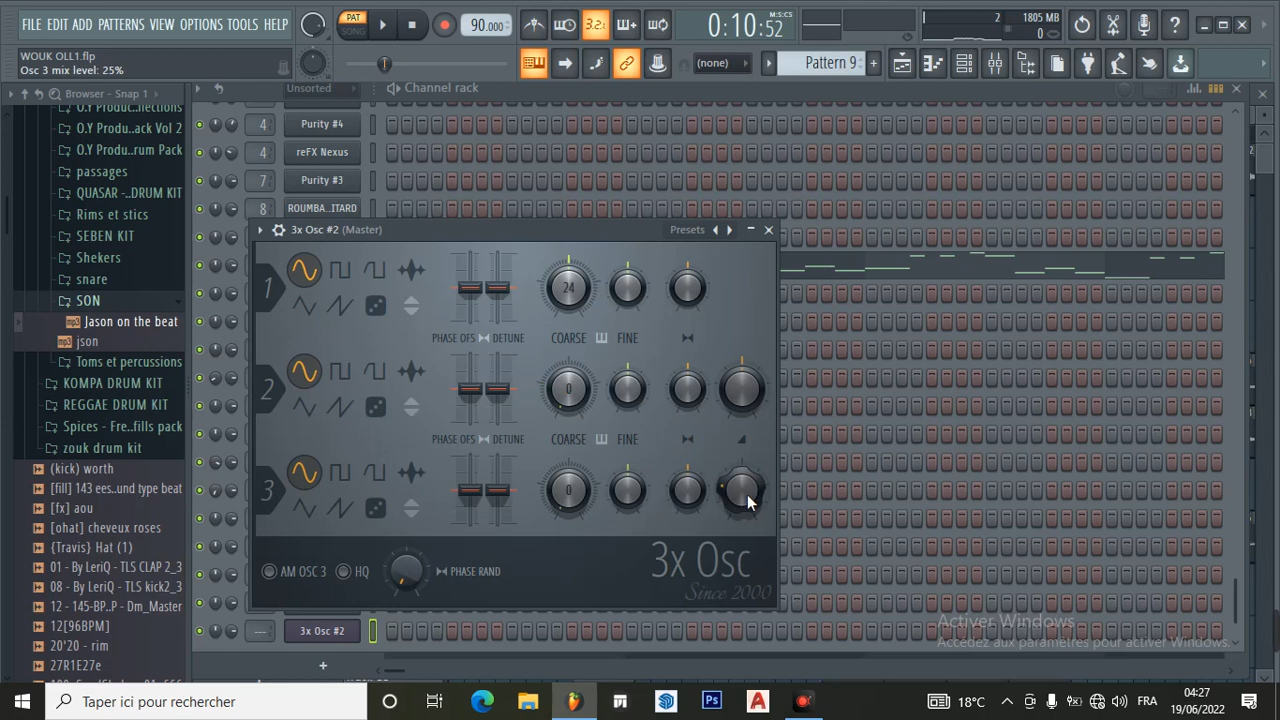 FILE EDIT ADD PATTERNS VIEW OPTIONS TOOLS HELP
PAT
SONG
90.000
3.2.
0:10:52
M:S:CS
2
1805 MB
0
WOUK OLL1.flp
Osc 3 mix level: 25%
(none)
Pattern 9
Browser - Snap 1
Unsorted
Channel rack
O.Y Produ...nections
O.Y Produ...ack Vol 2
O.Y Produ...rum Pack
passages
QUASAR -..DRUM KIT
Rims et stics
SEBEN KIT
Shekers
snare
SON
Jason on the beat
json
Toms et percussions
KOMPA DRUM KIT
REGGAE DRUM KIT
Spices - Fre..fills pack
zouk drum kit
(kick) worth
[fill] 143 ees..und type beat
[fx] aou
[ohat] cheveux roses
{Travis} Hat (1)
01 - By LeriQ - TLS CLAP 2_3
08 - By LeriQ - TLS kick2_3
12 - 145-BP...P - Dm_Master
12[96BPM]
20'20 - rim
27R1E27e
4 Purity #4
4 reFX Nexus
7 Purity #3
8 ROUMBA...ITARD
3x Osc #2 (Master)
Presets
1
24
PHASE OFS DETUNE COARSE FINE
2
0
PHASE OFS DETUNE COARSE FINE
3
0
AM OSC 3 HQ PHASE RAND
3x Osc
Since 2000
--- 3x Osc #2
Activer Windows
Accédez aux paramètres pour activer Windows.
Taper ici pour rechercher
Ps
18°C
FRA
04:27
19/06/2022